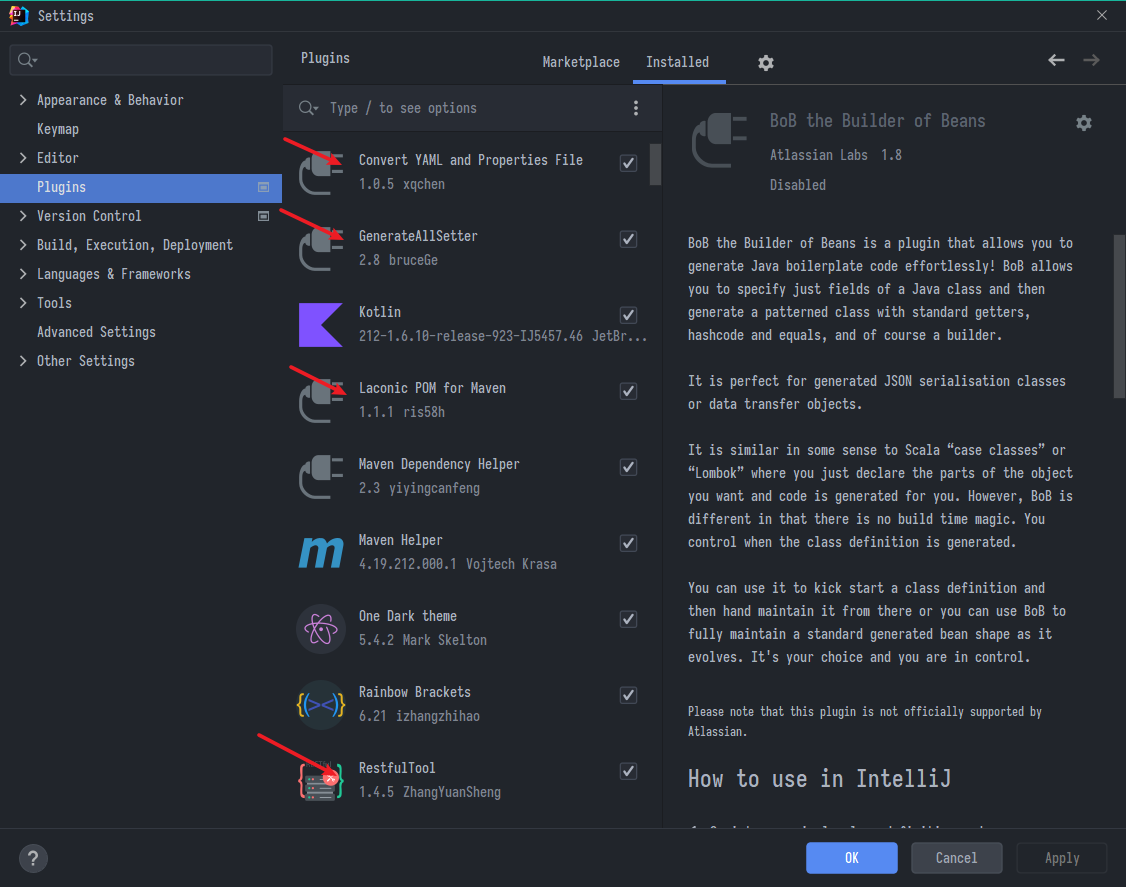 Settings
Appearance & Behavior
Keymap
Editor
Plugins
Version Control
Build, Execution, Deployment
Languages & Frameworks
Tools
Advanced Settings
Other Settings
Plugins
Marketplace
Installed
Type / to see options
Convert YAML and Properties File
1.0.5 xqchen
GenerateAllSetter
2.8 bruceGe
Kotlin
212-1.6.10-release-923-IJ5457.46 JetBr...
Laconic POM for Maven
1.1.1 ris58h
Maven Dependency Helper
2.3 yiyingcanfeng
m
Maven Helper
4.19.212.000.1 Vojtech Krasa
One Dark theme
5.4.2 Mark Skelton
Rainbow Brackets
6.21 izhangzhihao
RestfulTool
1.4.5 ZhangYuanSheng
BoB the Builder of Beans
Atlassian Labs 1.8
Disabled
BoB the Builder of Beans is a plugin that allows you to
generate Java boilerplate code effortlessly! BoB allows
you to specify just fields of a Java class and then
generate a patterned class with standard getters,
hashcode and equals, and of course a builder.
It is perfect for generated JSON serialisation classes
or data transfer objects.
It is similar in some sense to Scala “case classes” or
“Lombok” where you just declare the parts of the object
you want and code is generated for you. However, BoB is
different in that there is no build time magic. You
control when the class definition is generated.
You can use it to kick start a class definition and
then hand maintain it from there or you can use BoB to
fully maintain a standard generated bean shape as it
evolves. It's your choice and you are in control.
Please note that this plugin is not officially supported by
Atlassian.
How to use in IntelliJ
?
OK
Cancel
Apply